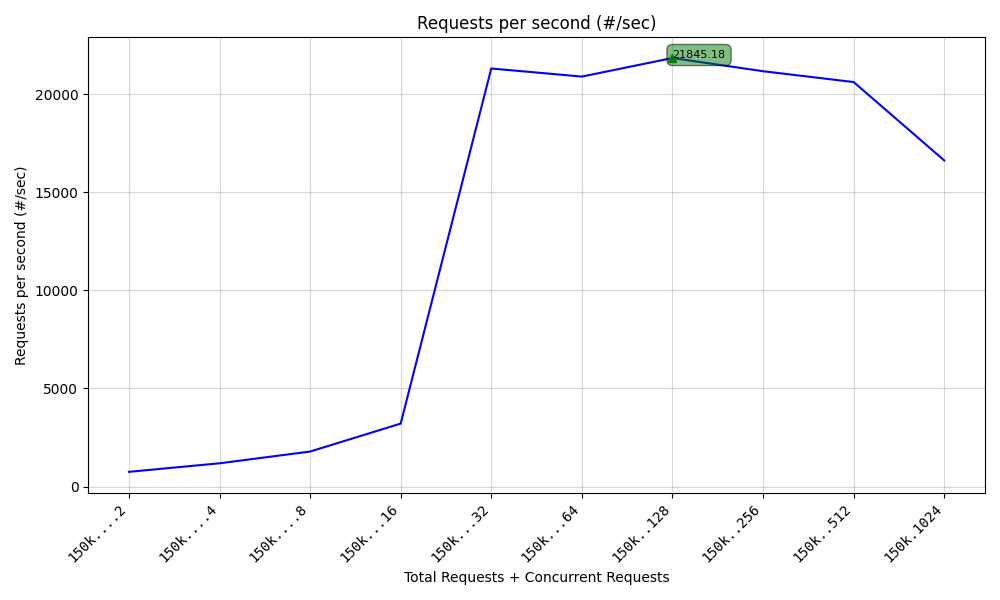 Requests per second (#/sec)
21845.18
Requests per second (#/sec)
20000
15000
10000
5000
0
150k....2
150k....4
150k....8
150k...16
150k...32
150k...64
150k..128
150k..256
150k..512
150k.1024
Total Requests + Concurrent Requests